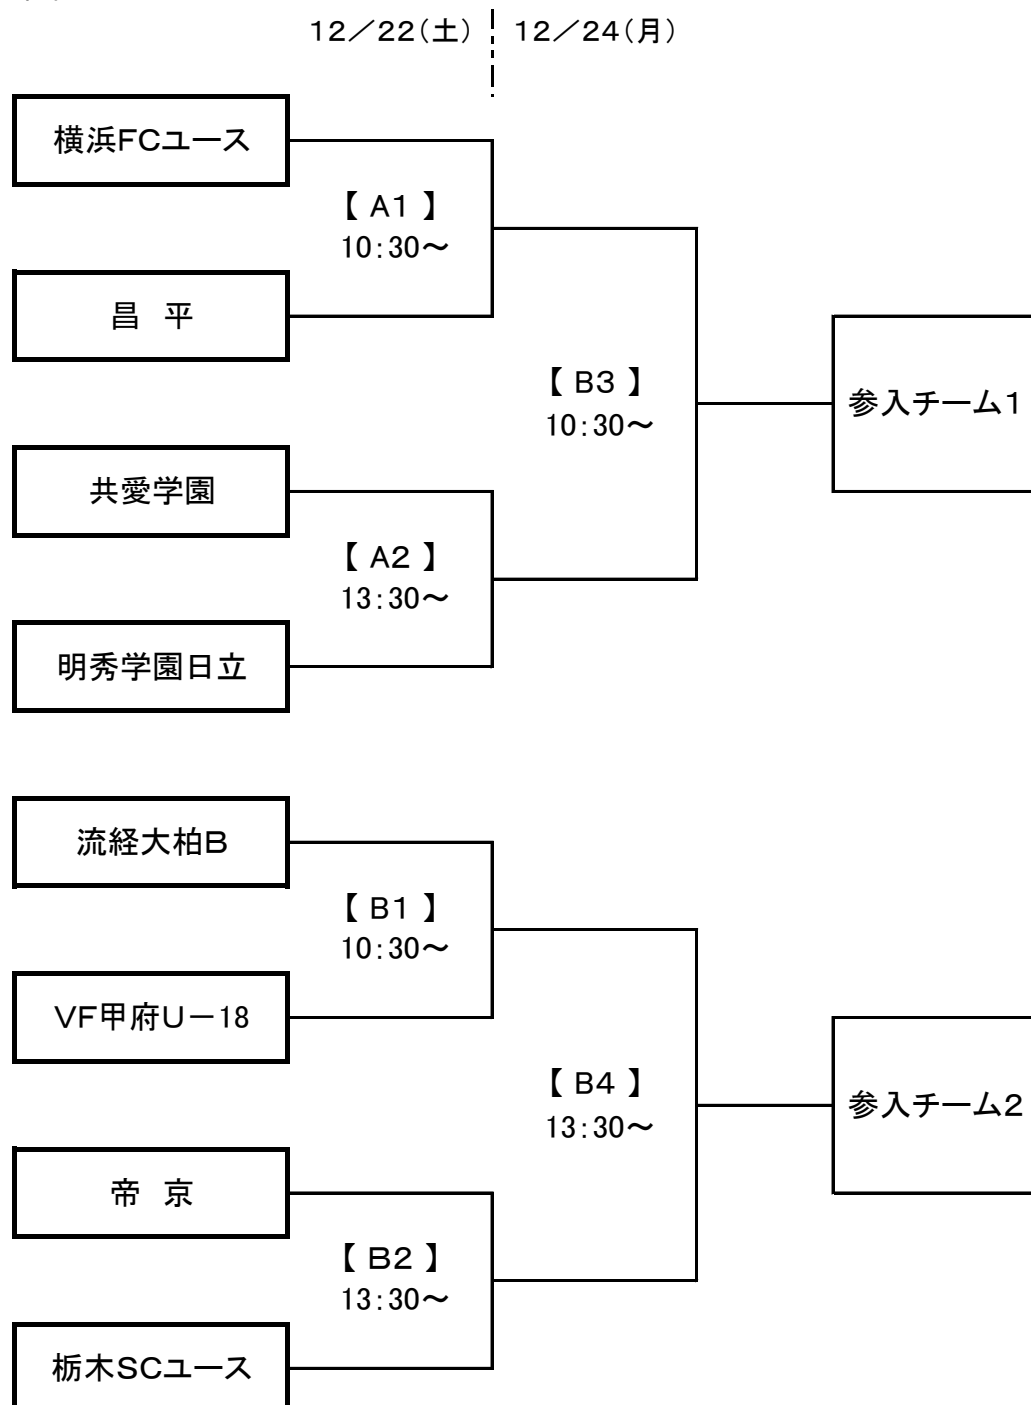 12／22(土)　12／24(月)
横浜FCユース
【 A1 】
10：30～
昌　平
【 B3 】
10：30～
参入チーム1
共愛学園
【 A2 】
13：30～
明秀学園日立
流経大柏B
【 B1 】
10：30～
VF甲府U－18
【 B4 】
13：30～
参入チーム2
帝　京
【 B2 】
13：30～
栃木SCユース